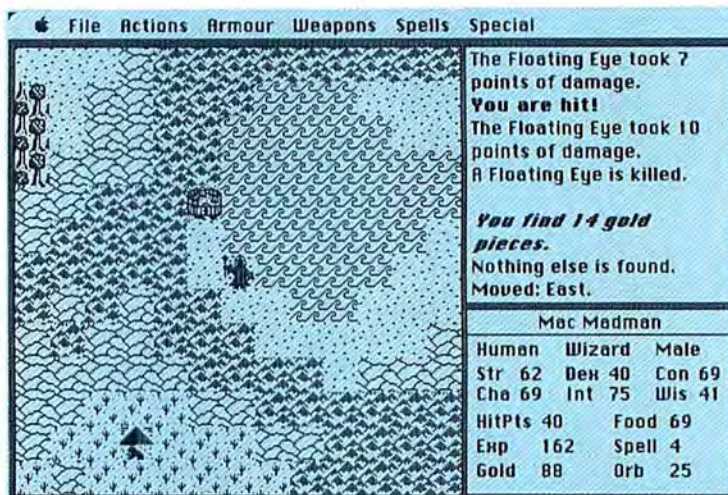 File Actions Armour Weapons Spells Special
The Floating Eye took 7
points of damage.
You are hit!
The Floating Eye took 10
points of damage.
A Floating Eye is killed.
You find 14 gold
pieces.
Nothing else is found.
Moved: East.
Mac Madman
Human Wizard Male
Str 62 Dex 40 Con 69
Cha 69 Int 75 Wis 41
HitPts 40 Food 69
Exp 162 Spell 4
Gold 88 Orb 25